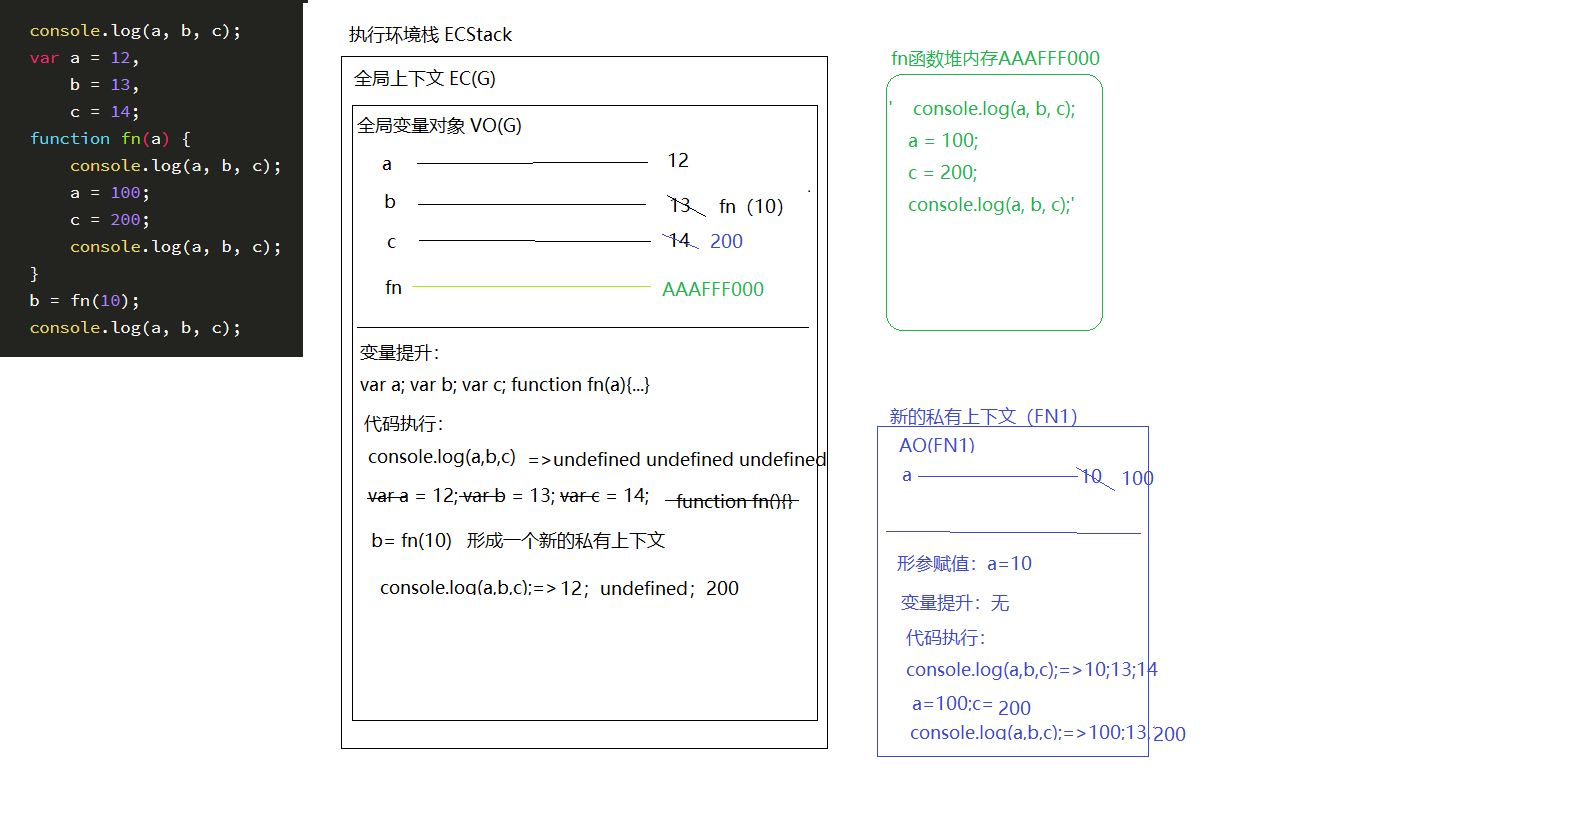 console.log(a, b, c);
var a = 12,
b = 13,
c = 14;
function fn(a) {
console.log(a, b, c);
a = 100;
c = 200;
console.log(a, b, c);
}
b = fn(10);
console.log(a, b, c);
执行环境栈 ECStack
全局上下文 EC(G)
全局变量对象 VO(G)
a 12
b 13 fn（10）
c 14 200
fn AAAFFF000
变量提升：
var a; var b; var c; function fn(a){...}
代码执行：
console.log(a,b,c) =>undefined undefined undefined
var a = 12; var b = 13; var c = 14; function fn(){}
b= fn(10) 形成一个新的私有上下文
console.log(a,b,c);=> 12；undefined；200
fn函数堆内存AAAFFF000
' console.log(a, b, c);
a = 100;
c = 200;
console.log(a, b, c);'
新的私有上下文（FN1）
AO(FN1)
a 10 100
形参赋值：a=10
变量提升：无
代码执行：
console.log(a,b,c);=>10;13;14
a=100;c= 200
console.log(a,b,c);=>100;13;200